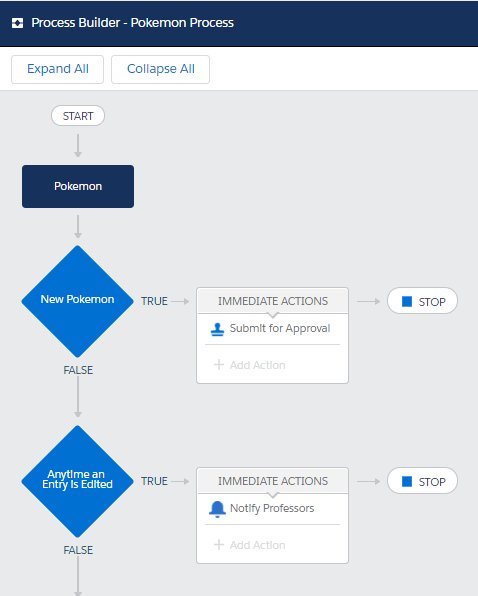 Process Builder - Pokemon Process
Expand All
Collapse All
START
Pokemon
New Pokemon
TRUE
IMMEDIATE ACTIONS
STOP
Submit for Approval
+ Add Action
FALSE
Anytime an
Entry is Edited
TRUE
IMMEDIATE ACTIONS
STOP
Notify Professors
+ Add Action
FALSE